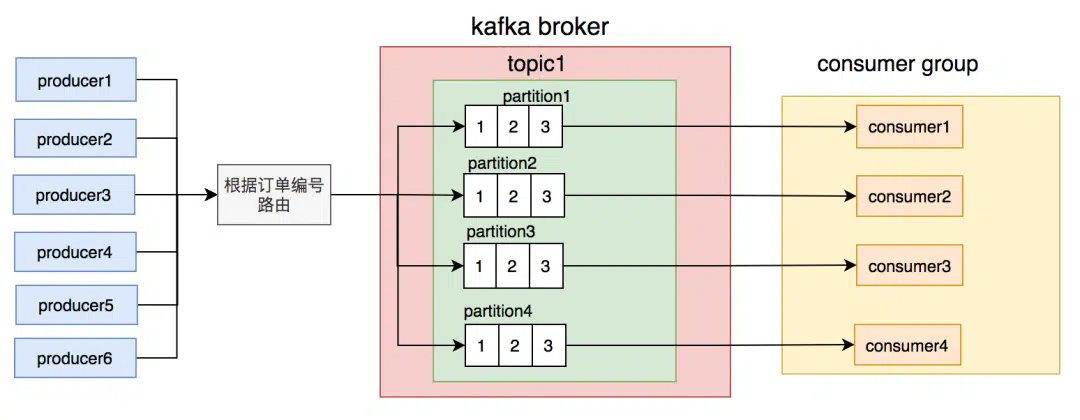 kafka broker
topic1
consumer group
producer1
producer2
producer3
producer4
producer5
producer6
根据订单编号
路由
partition1
1 2 3
partition2
1 2 3
partition3
1 2 3
partition4
1 2 3
consumer1
consumer2
consumer3
consumer4